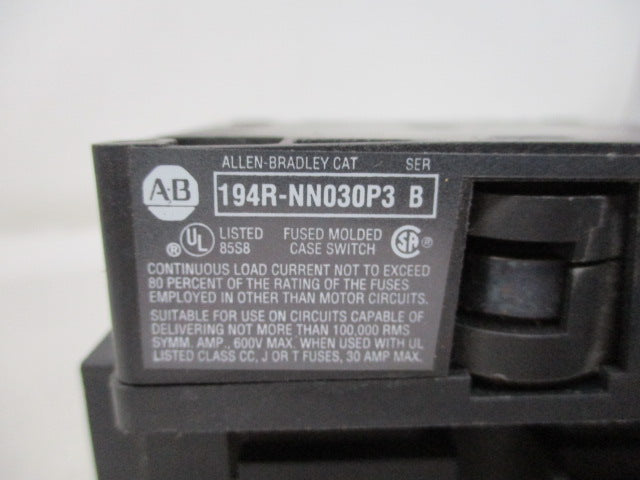 ALLEN-BRADLEY CAT SER
A-B 194R-NN030P3 B
® UL LISTED 85S8 FUSED MOLDED CASE SWITCH SA ®
CONTINUOUS LOAD CURRENT NOT TO EXCEED
80 PERCENT OF THE RATING OF THE FUSES
EMPLOYED IN OTHER THAN MOTOR CIRCUITS.
SUITABLE FOR USE ON CIRCUITS CAPABLE OF
DELIVERING NOT MORE THAN 100,000 RMS
SYMM. AMP., 600V MAX. WHEN USED WITH UL
LISTED CLASS CC, J OR T FUSES, 30 AMP MAX.